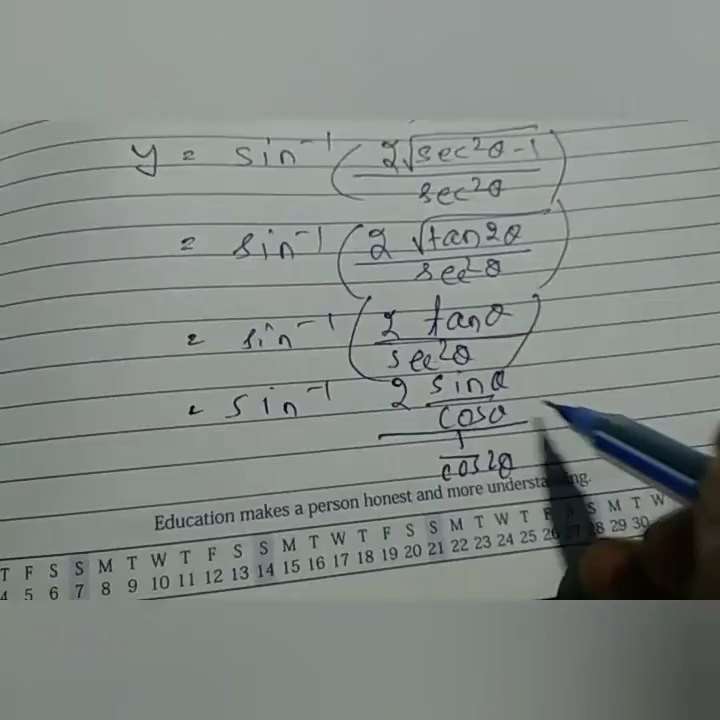 y = sin⁻¹ (2√sec²θ-1 / sec²θ)
= sin⁻¹ (2 √tan2θ / sec²θ)
= sin⁻¹ (2 tanθ / sec²θ)
= sin⁻¹ 2 sinθ/cosθ / 1/cos2θ
Education makes a person honest and more understanding.
T F S S M T W T F S S M T W T F S S M T W T F S S M T W
4 5 6 7 8 9 10 11 12 13 14 15 16 17 18 19 20 21 22 23 24 25 26 27 28 29 30